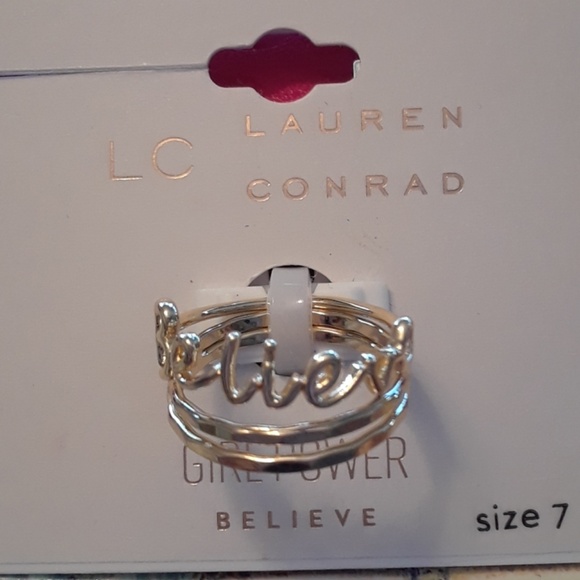 LC LAUREN
CONRAD
believe
GIRL POWER
BELIEVE
size 7